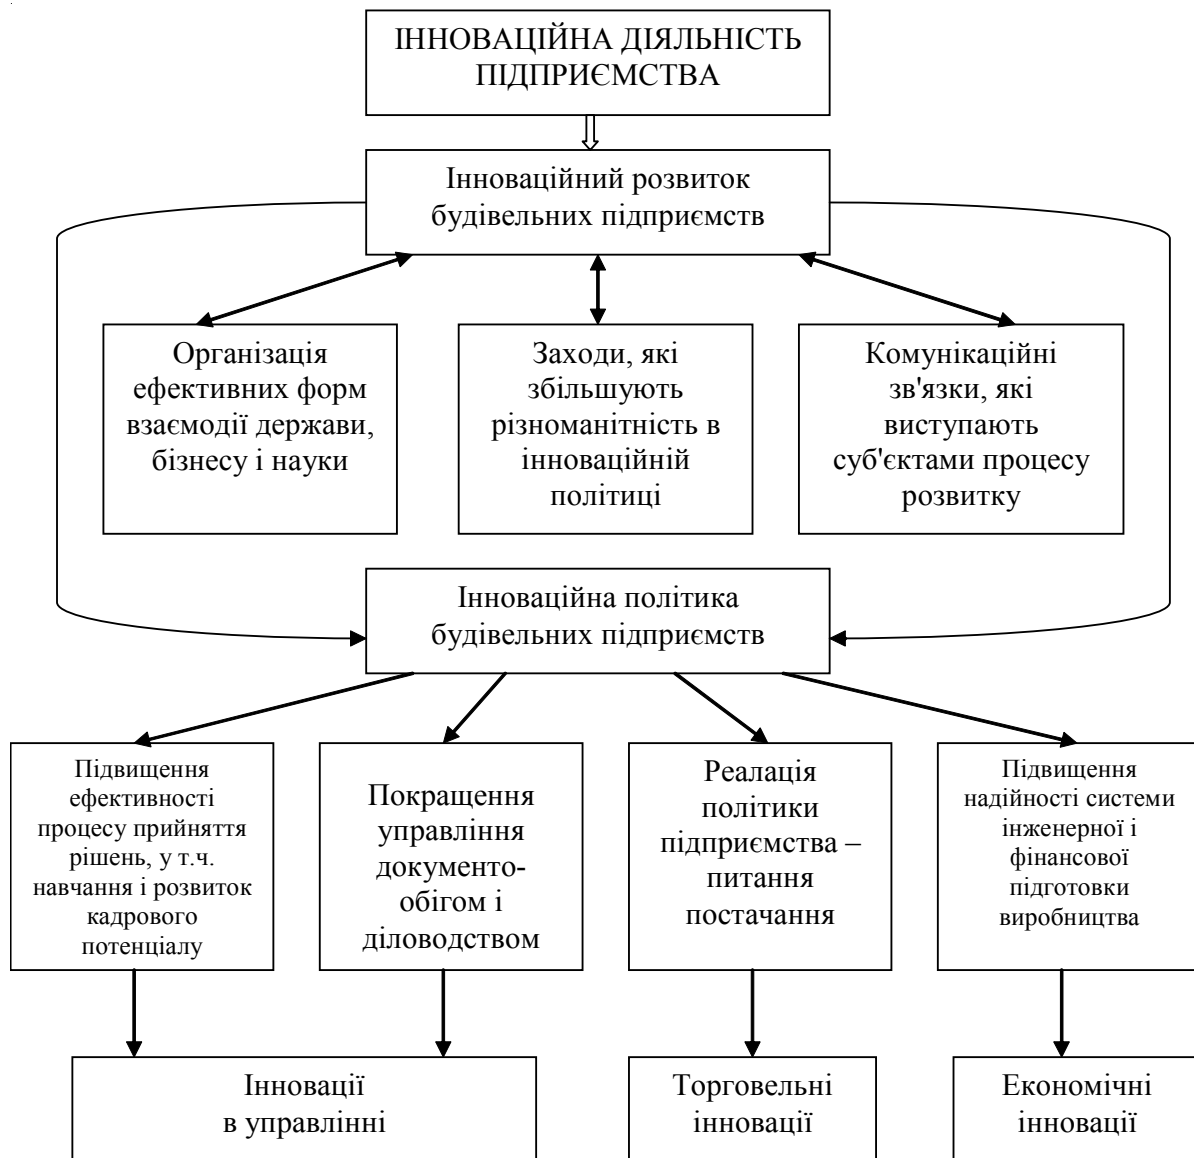 ІННОВАЦІЙНА ДІЯЛЬНІСТЬ
ПІДПРИЄМСТВА
Інноваційний розвиток
будівельних підприємств
Організація
ефективних форм
взаємодії держави,
бізнесу і науки
Заходи, які
збільшують
різноманітність в
інноваційній
політиці
Комунікаційні
зв'язки, які
виступають
суб'єктами процесу
розвитку
Інноваційна політика
будівельних підприємств
Підвищення
ефективності
процесу прийняття
рішень, у т.ч.
навчання і розвиток
кадрового
потенціалу
Покращення
управління
документо-
обігом і
діловодством
Реалація
політики
підприємства –
питання
постачання
Підвищення
надійності системи
інженерної і
фінансової
підготовки
виробництва
Інновації
в управлінні
Торговельні
інновації
Економічні
інновації